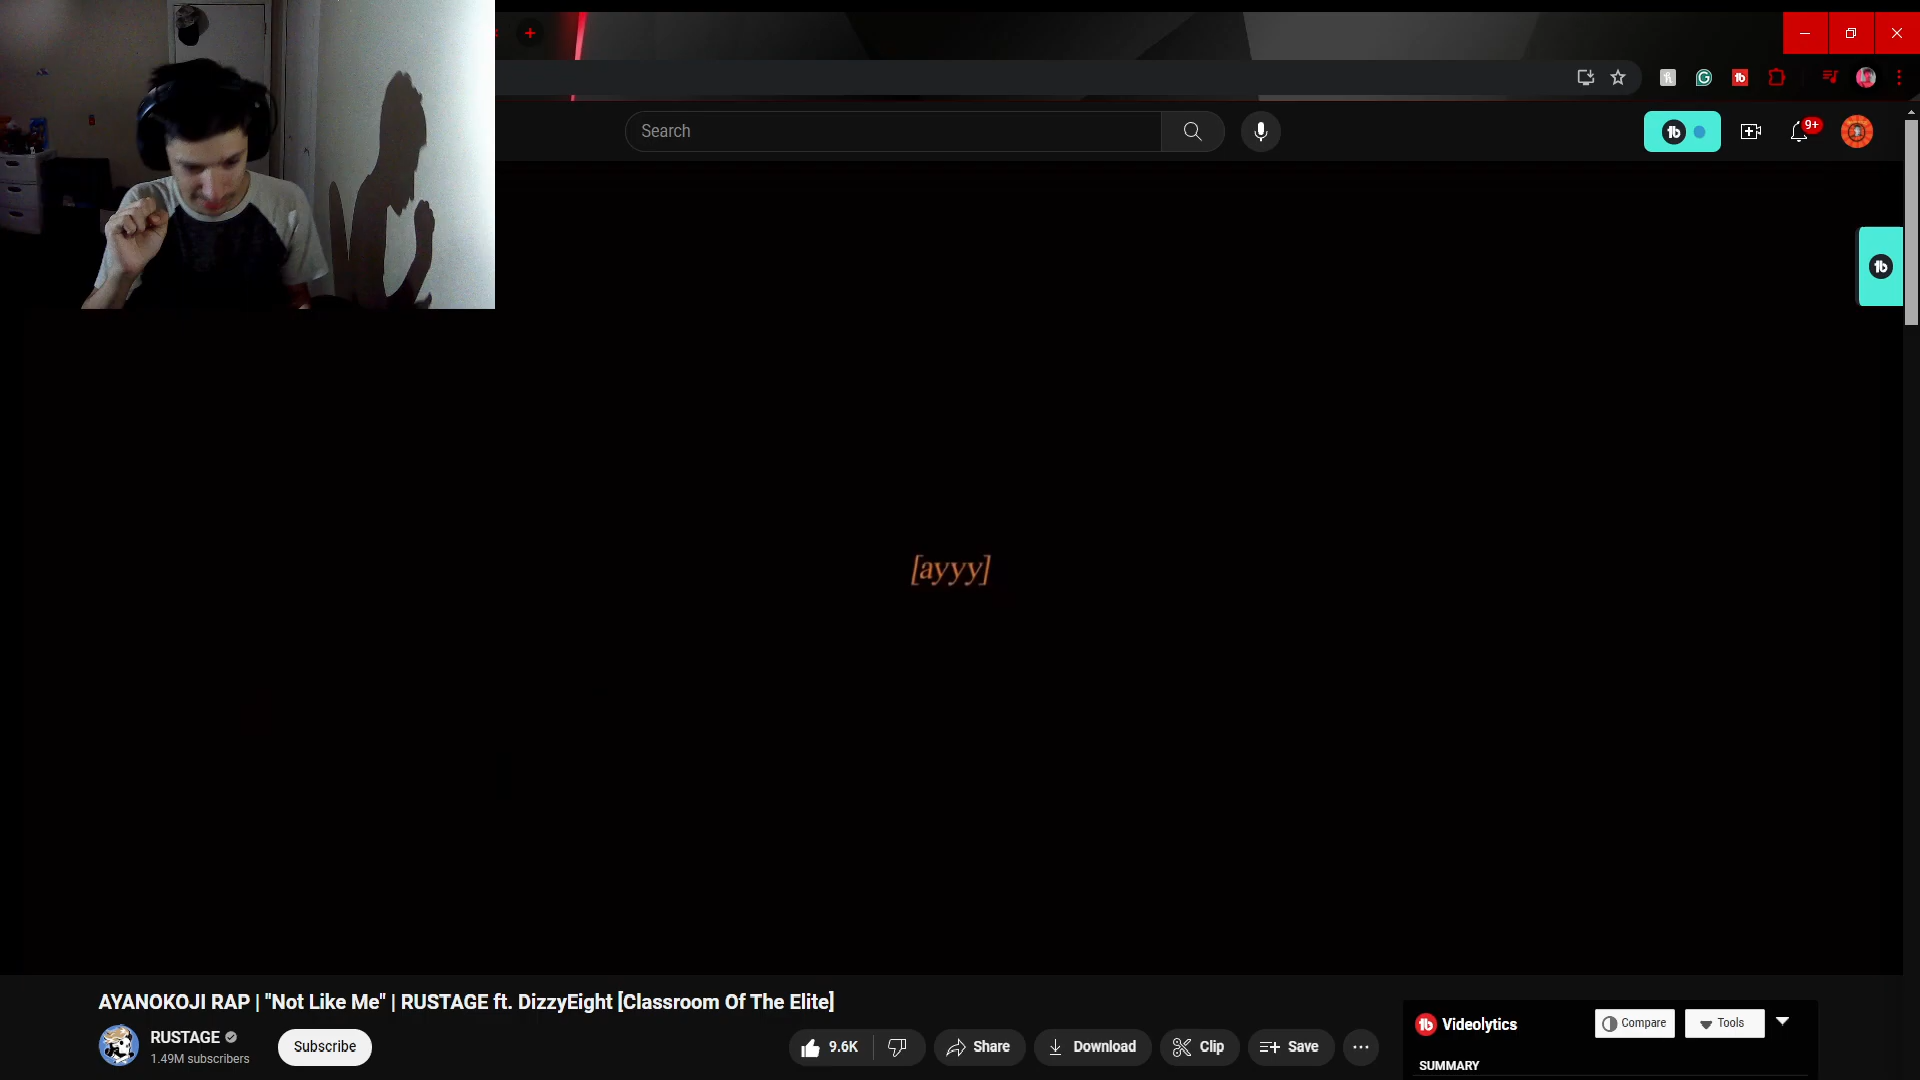 Search
9+
[ayyy]
AYANOKOJI RAP | "Not Like Me" | RUSTAGE ft. DizzyEight [Classroom Of The Elite]
RUSTAGE
1.49M subscribers
Subscribe
9.6K
Share
Download
Clip
Save
Videolytics
Compare
Tools
SUMMARY